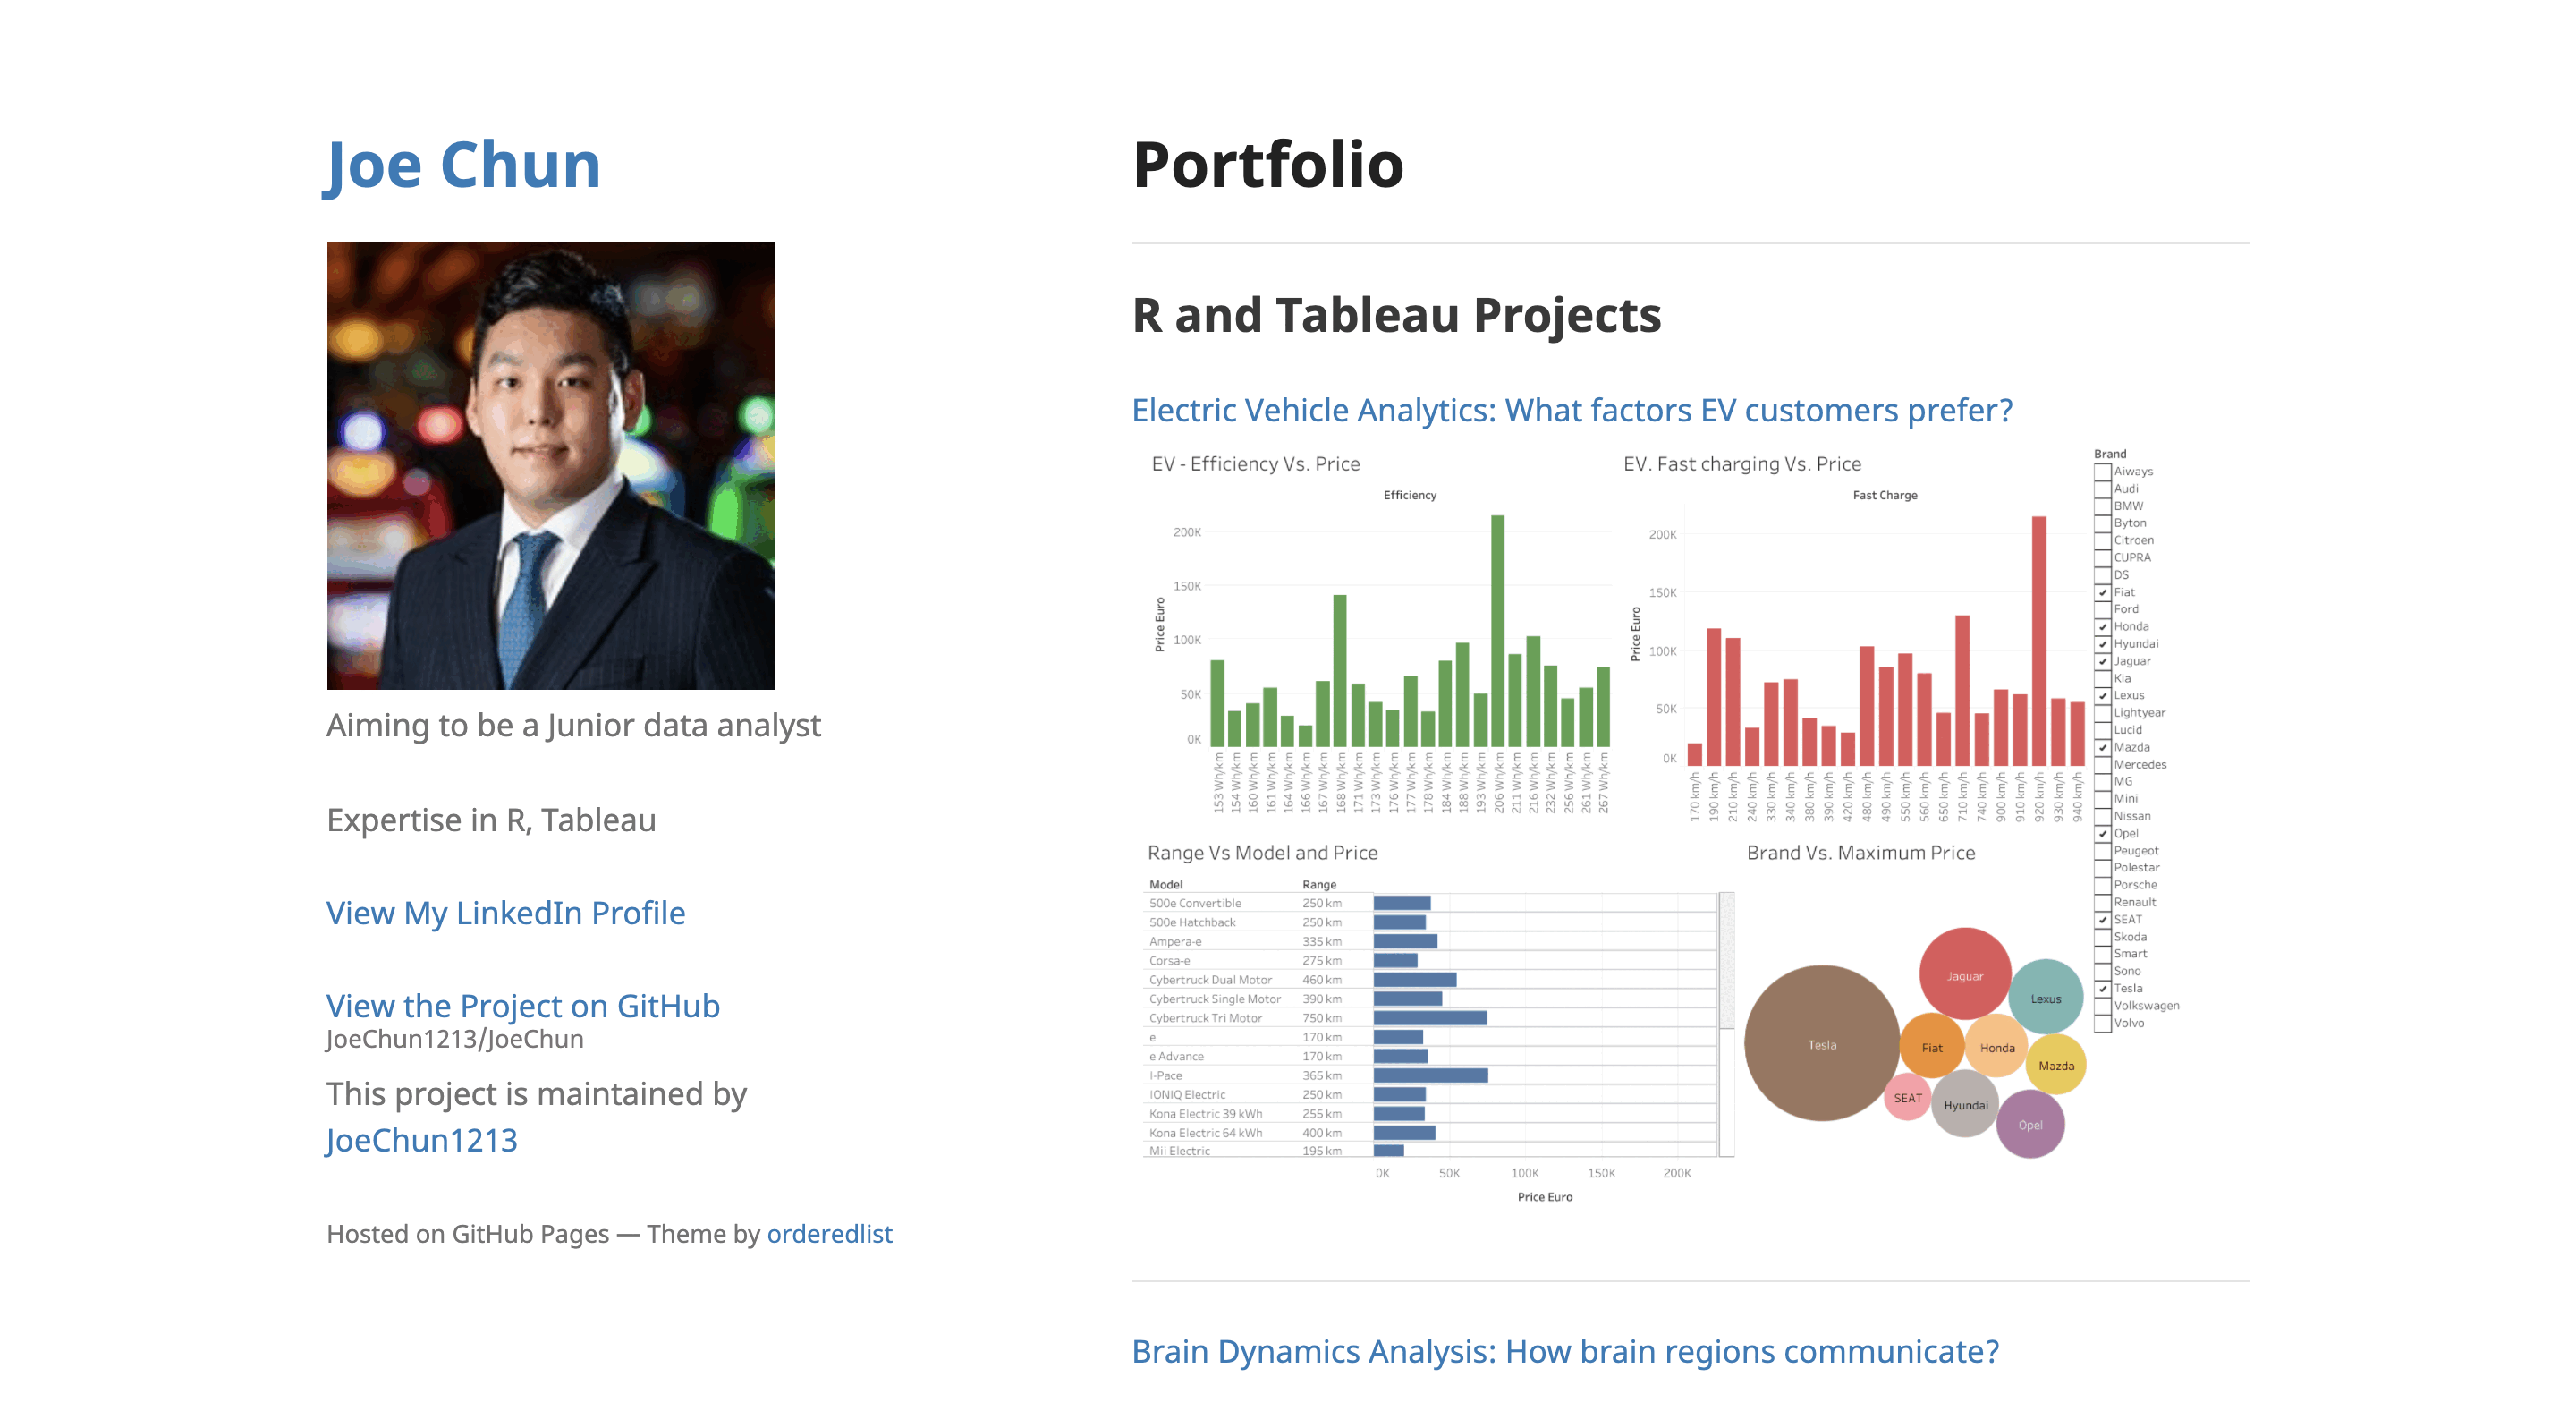 Joe Chun
Aiming to be a Junior data analyst
Expertise in R, Tableau
View My LinkedIn Profile
View the Project on GitHub
JoeChun1213/JoeChun
This project is maintained by
JoeChun1213
Hosted on GitHub Pages — Theme by orderedlist
Portfolio
R and Tableau Projects
Electric Vehicle Analytics: What factors EV customers prefer?
EV - Efficiency Vs. Price
Efficiency
Price Euro
200K
150K
100K
50K
0K
153 Wh/km
154 Wh/km
160 Wh/km
161 Wh/km
164 Wh/km
166 Wh/km
167 Wh/km
168 Wh/km
171 Wh/km
173 Wh/km
176 Wh/km
177 Wh/km
178 Wh/km
184 Wh/km
188 Wh/km
193 Wh/km
206 Wh/km
211 Wh/km
216 Wh/km
232 Wh/km
256 Wh/km
261 Wh/km
267 Wh/km
EV. Fast charging Vs. Price
Fast Charge
Price Euro
200K
150K
100K
50K
0K
170 km/h
190 km/h
210 km/h
240 km/h
330 km/h
340 km/h
380 km/h
390 km/h
420 km/h
480 km/h
490 km/h
550 km/h
560 km/h
650 km/h
710 km/h
740 km/h
900 km/h
910 km/h
920 km/h
930 km/h
940 km/h
Brand
Aiways
Audi
BMW
Byton
Citroen
CUPRA
DS
Fiat
Ford
Honda
Hyundai
Jaguar
Kia
Lexus
Lightyear
Lucid
Mazda
Mercedes
MG
Mini
Nissan
Opel
Peugeot
Polestar
Porsche
Renault
SEAT
Skoda
Smart
Sono
Tesla
Volkswagen
Volvo
Range Vs Model and Price
Model Range
500e Convertible 250 km
500e Hatchback 250 km
Ampera-e 335 km
Corsa-e 275 km
Cybertruck Dual Motor 460 km
Cybertruck Single Motor 390 km
Cybertruck Tri Motor 750 km
e 170 km
e Advance 170 km
I-Pace 365 km
IONIQ Electric 250 km
Kona Electric 39 kWh 255 km
Kona Electric 64 kWh 400 km
Mii Electric 195 km
0K 50K 100K 150K 200K
Price Euro
Brand Vs. Maximum Price
Jaguar
Lexus
Tesla
Fiat
Honda
Mazda
SEAT
Hyundai
Opel
Brain Dynamics Analysis: How brain regions communicate?